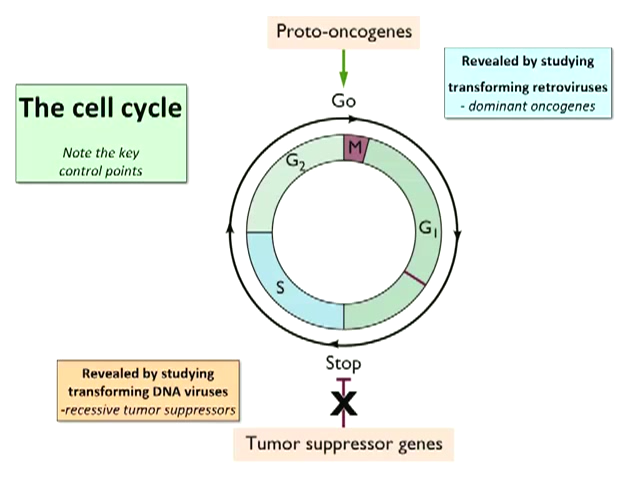 Proto-oncogenes
Revealed by studying
transforming retroviruses
- dominant oncogenes
The cell cycle
Note the key
control points
Go
M
G₂
G₁
S
Stop
Revealed by studying
transforming DNA viruses
-recessive tumor suppressors
X
Tumor suppressor genes